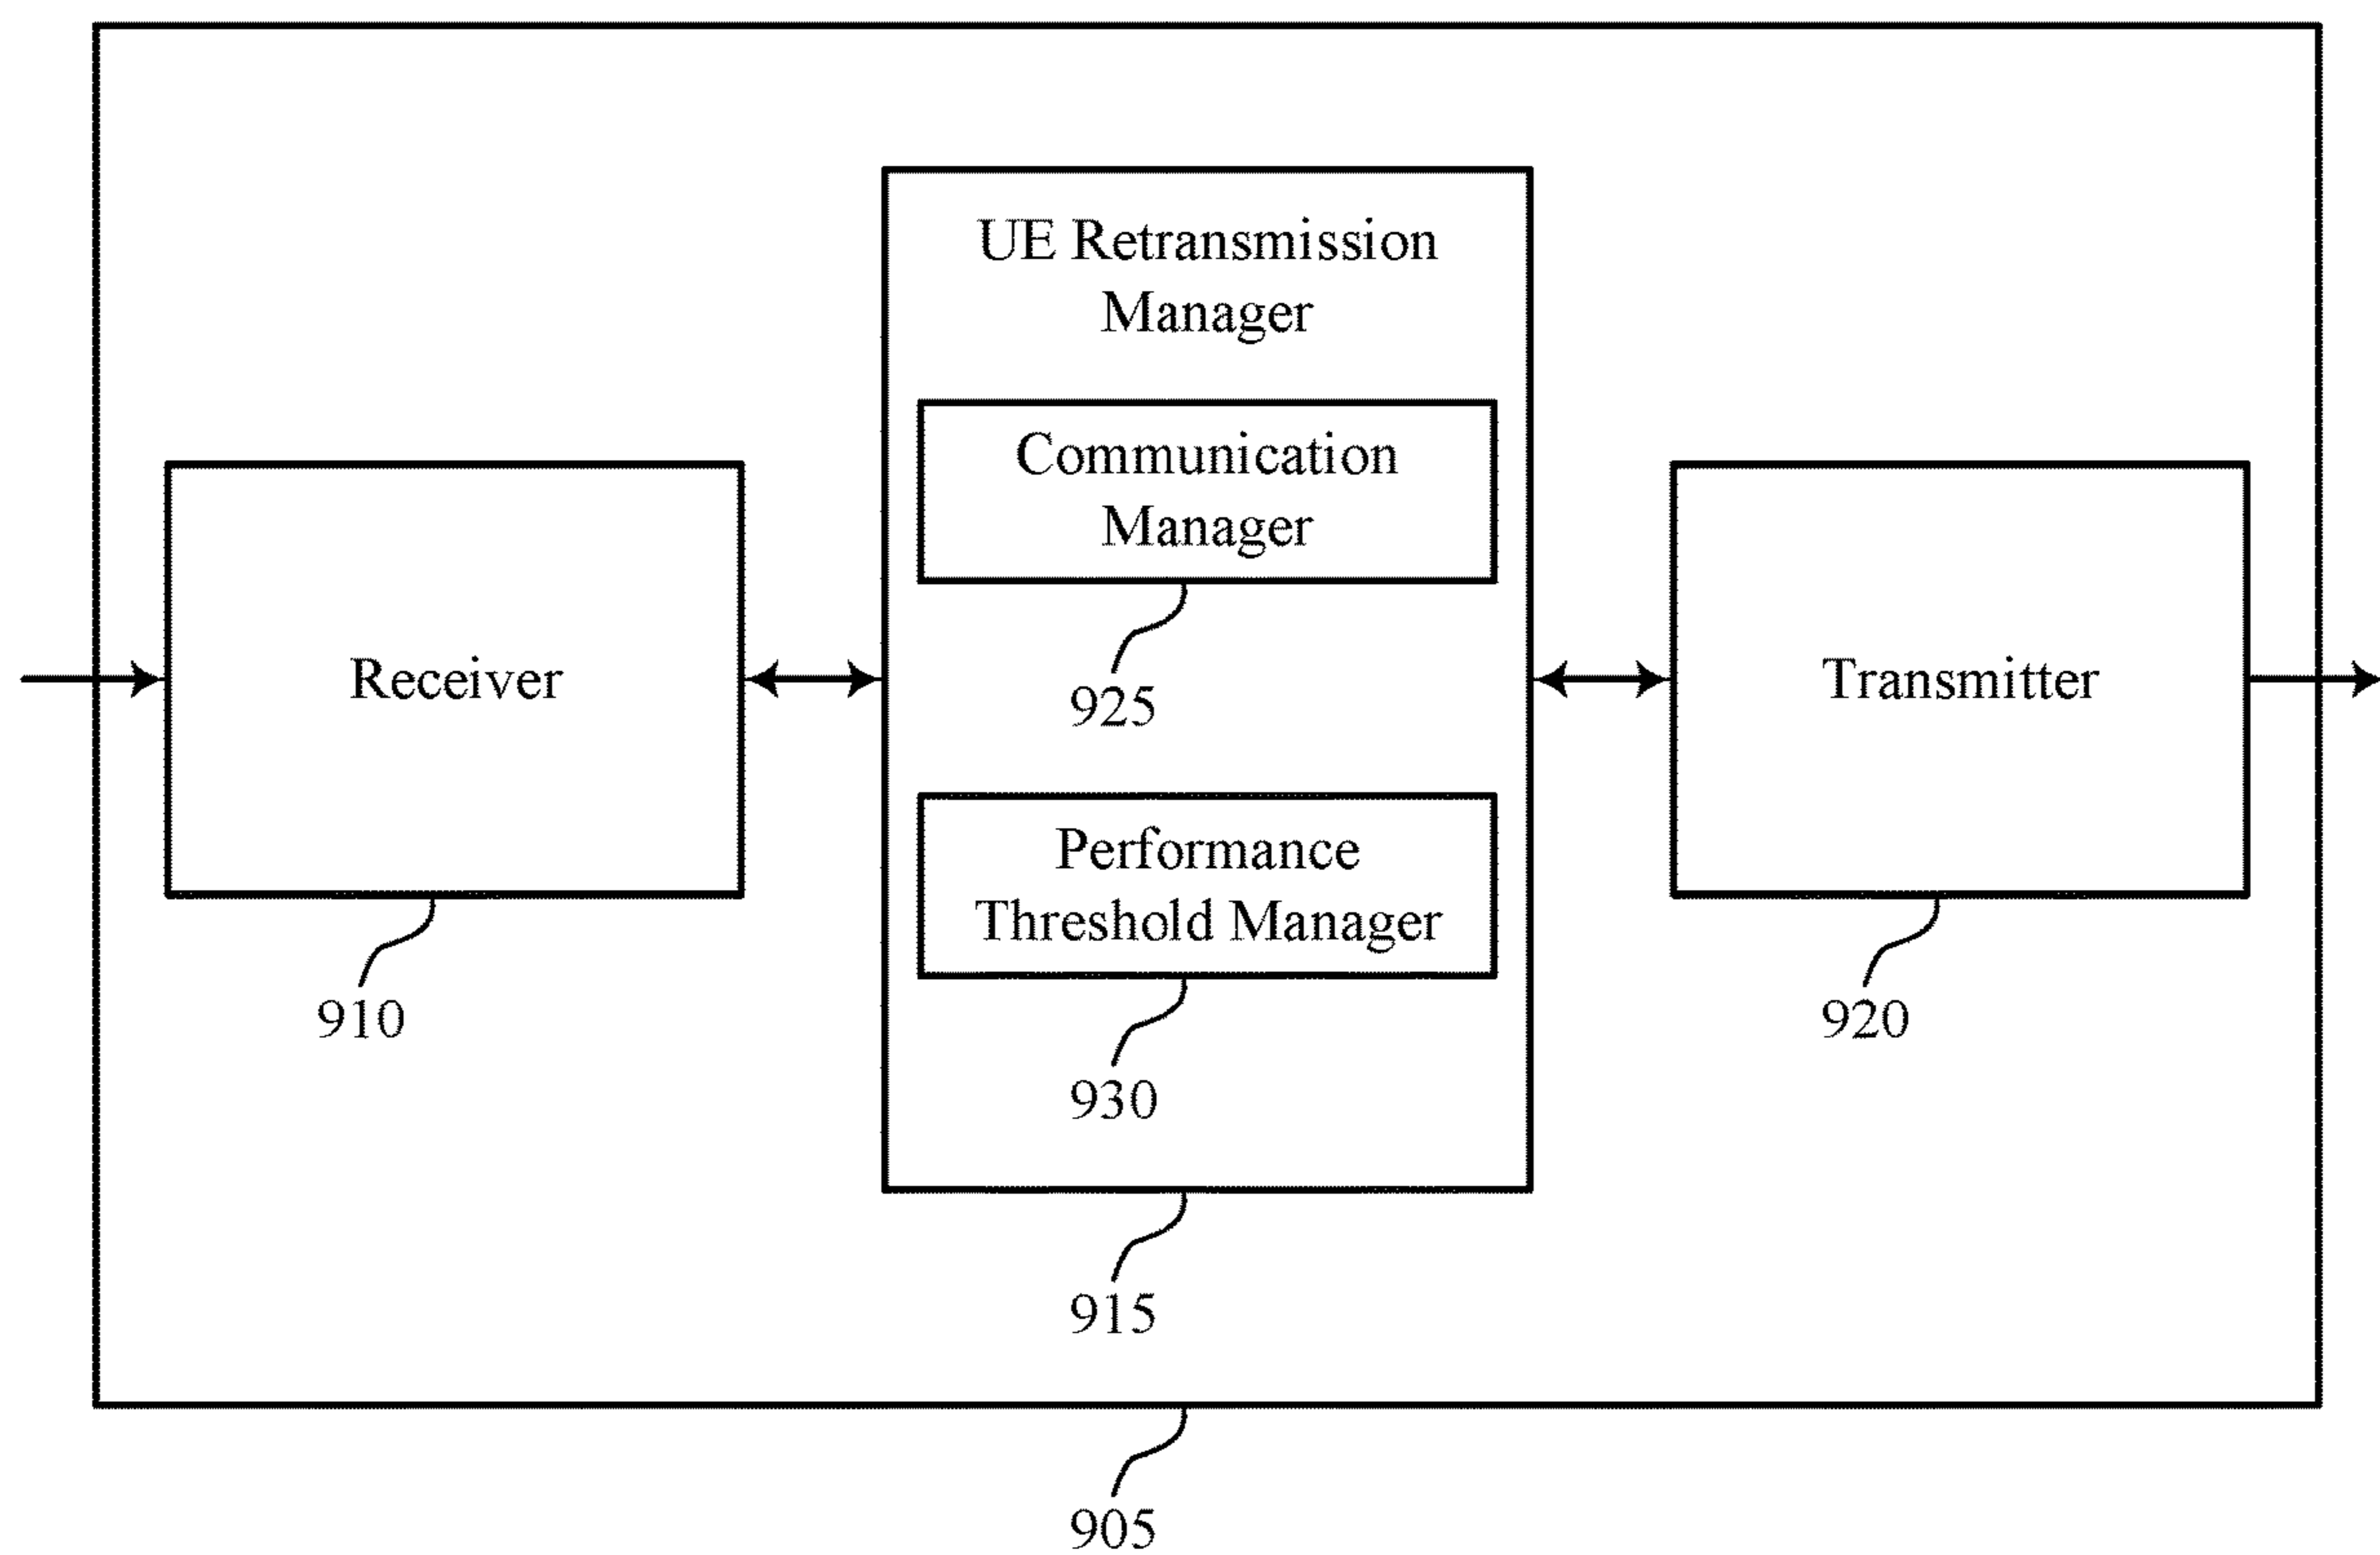 UE Retransmission
Manager
Communication
Manager
925
Receiver
910
Performance
Threshold Manager
930
Transmitter
920
915
905